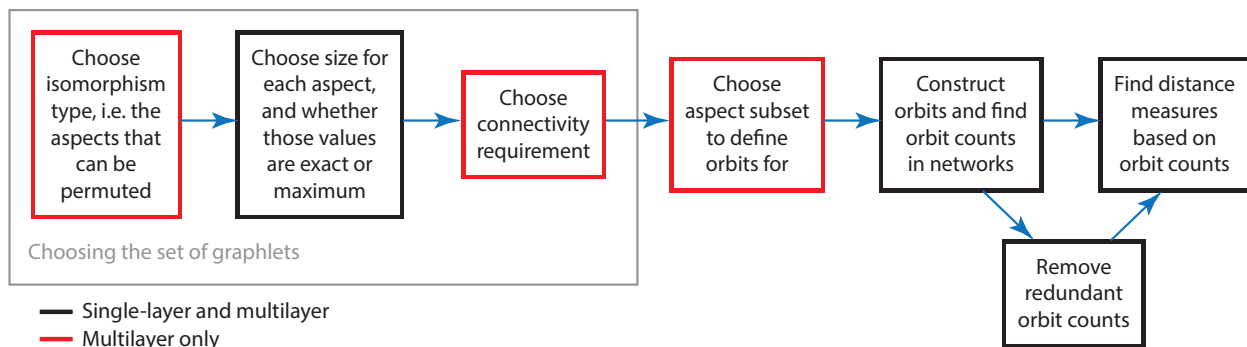 Choose
isomorphism
type, i.e. the
aspects that
can be
permuted
Choose size for
each aspect,
and whether
those values
are exact or
maximum
Choose
connectivity
requirement
Choosing the set of graphlets
Choose
aspect subset
to define
orbits for
Construct
orbits and find
orbit counts
in networks
Find distance
measures
based on
orbit counts
Remove
redundant
orbit counts
Single-layer and multilayer
Multilayer only